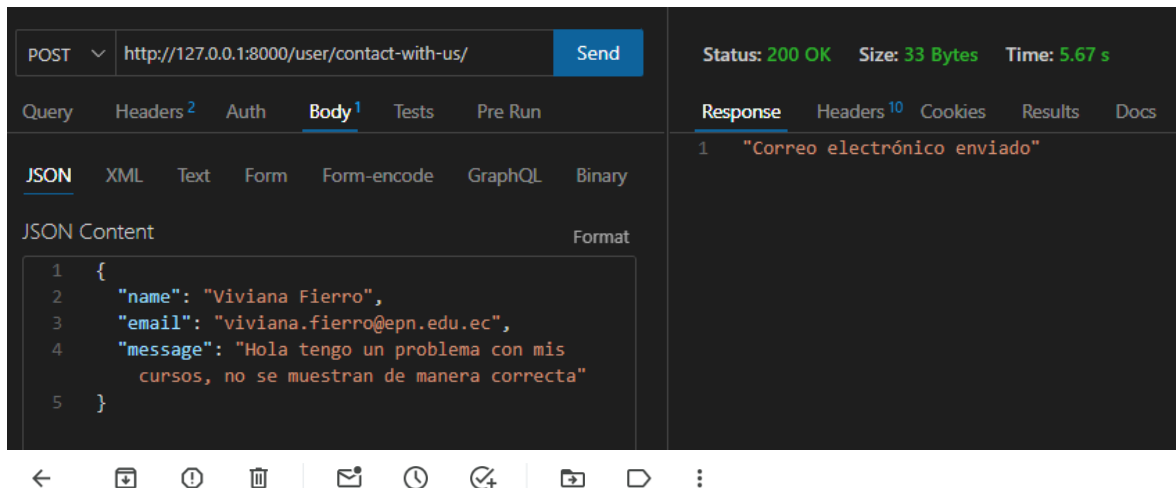 POST http://127.0.0.1:8000/user/contact-with-us/ Send
Query Headers 2 Auth Body 1 Tests Pre Run
JSON XML Text Form Form-encode GraphQL Binary
JSON Content Format
1 {
2 "name": "Viviana Fierro",
3 "email": "viviana.fierro@epn.edu.ec",
4 "message": "Hola tengo un problema con mis
cursos, no se muestran de manera correcta"
5 }
Status: 200 OK Size: 33 Bytes Time: 5.67 s
Response Headers 10 Cookies Results Docs
1 "Correo electrónico enviado"